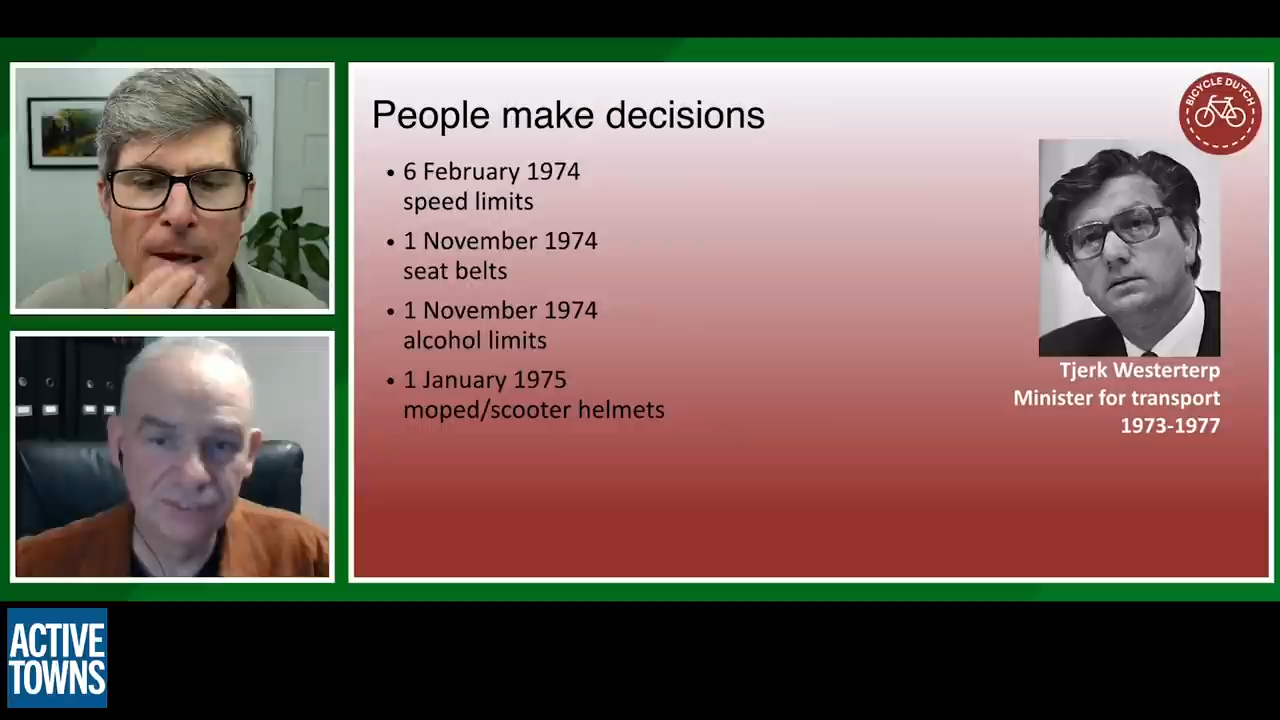 People make decisions
• 6 February 1974
speed limits
• 1 November 1974
seat belts
• 1 November 1974
alcohol limits
• 1 January 1975
moped/scooter helmets
BICYCLE DUTCH
Tjerk Westerterp
Minister for transport
1973-1977
ACTIVE
TOWNS